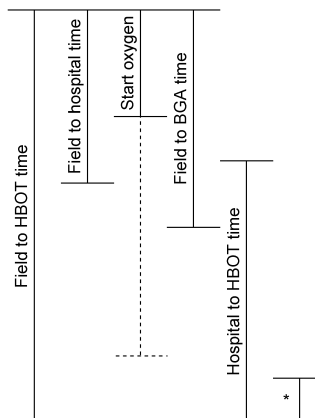 Field to HBOT time
Field to hospital time
Start oxygen
Field to BGA time
Hospital to HBOT time
*